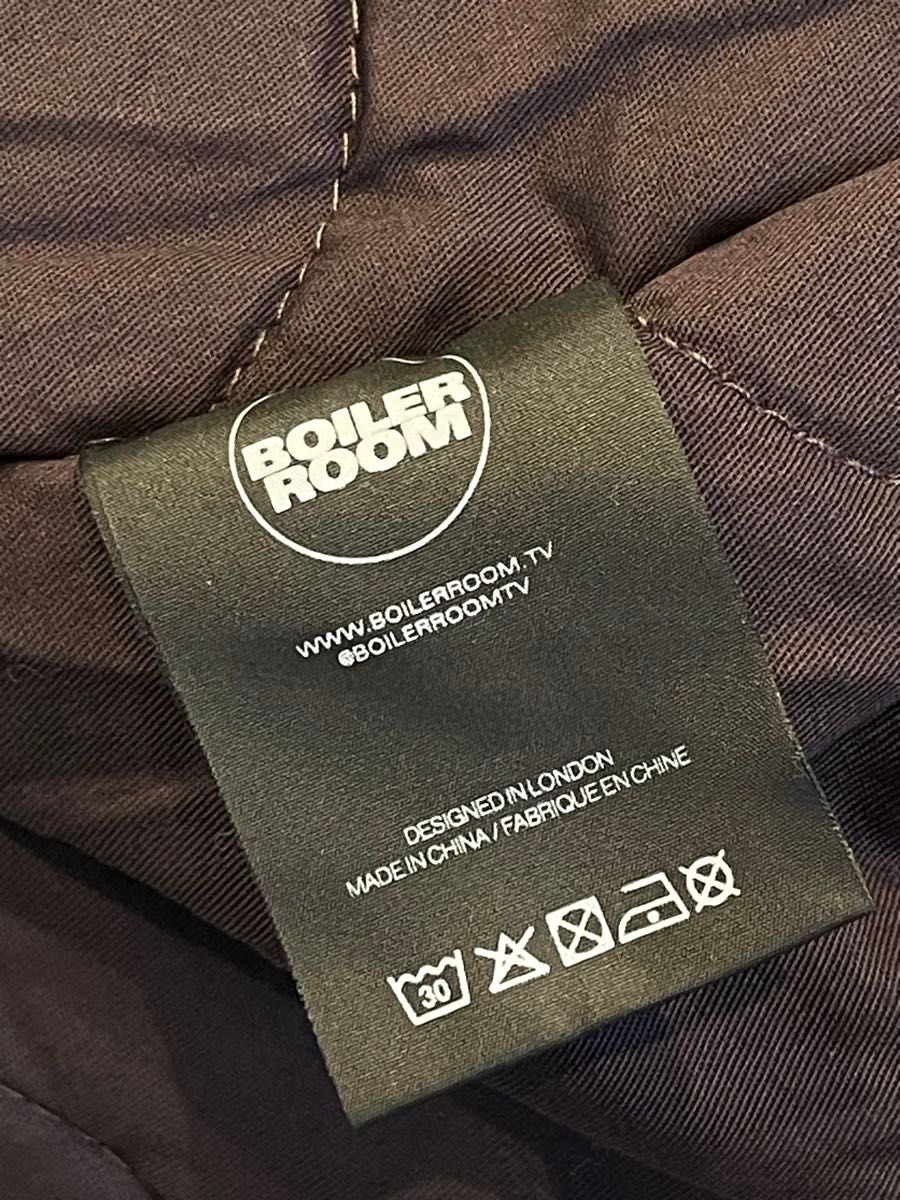 BOILER
ROOM
WWW.BOILERROOM.TV
@BOILERROOMTV
DESIGNED IN LONDON
MADE IN CHINA / FABRIQUE EN CHINE
30